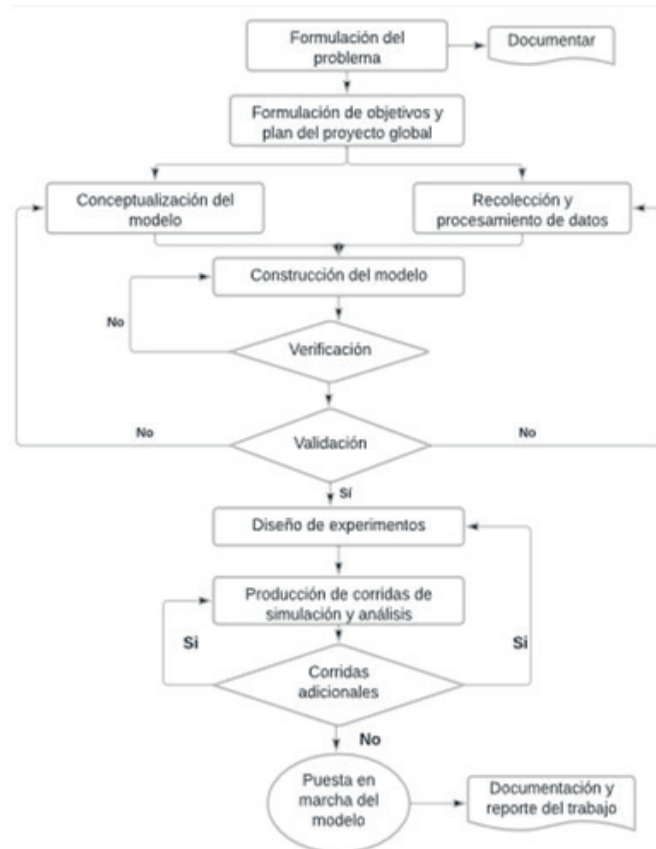 Formulación del
problema
Documentar
Formulación de objetivos y
plan del proyecto global
Conceptualización del
modelo
Recolección y
procesamiento de datos
Construcción del modelo
No
Verificación
No
Validación
No
Sí
Diseño de experimentos
Producción de corridas de
simulación y análisis
Si
Si
Corridas
adicionales
No
Puesta en
marcha del
modelo
Documentación y
reporte del trabajo